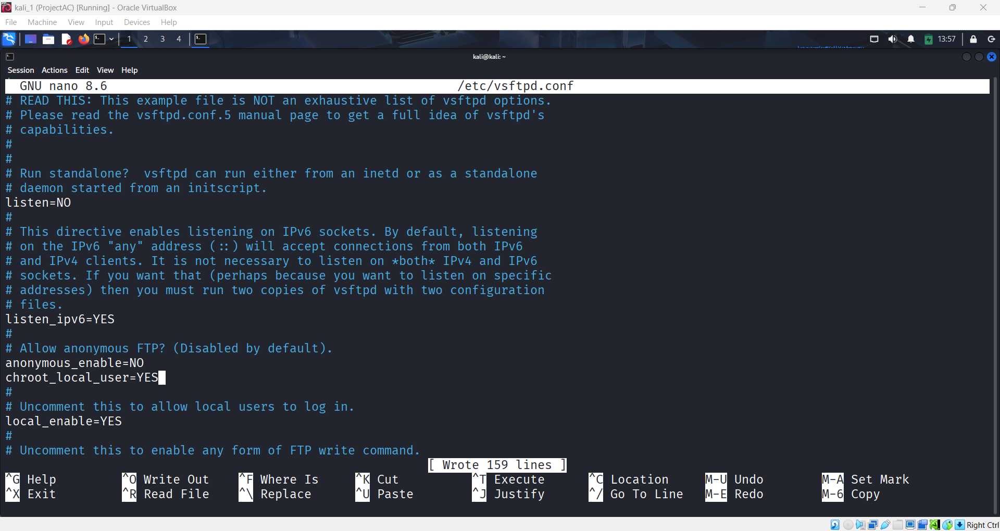 kali_1 (ProjectAC) [Running] - Oracle VirtualBox
File Machine View Input Devices Help
1 2 3 4 13:57
kali@kali: ~
Session Actions Edit View Help
GNU nano 8.6 /etc/vsftpd.conf
# READ THIS: This example file is NOT an exhaustive list of vsftpd options.
# Please read the vsftpd.conf.5 manual page to get a full idea of vsftpd's
# capabilities.
#
#
# Run standalone?  vsftpd can run either from an inetd or as a standalone
# daemon started from an initscript.
listen=NO
#
# This directive enables listening on IPv6 sockets. By default, listening
# on the IPv6 "any" address (::) will accept connections from both IPv6
# and IPv4 clients. It is not necessary to listen on *both* IPv4 and IPv6
# sockets. If you want that (perhaps because you want to listen on specific
# addresses) then you must run two copies of vsftpd with two configuration
# files.
listen_ipv6=YES
#
# Allow anonymous FTP? (Disabled by default).
anonymous_enable=NO
chroot_local_user=YES
#
# Uncomment this to allow local users to log in.
local_enable=YES
#
# Uncomment this to enable any form of FTP write command.
[ Wrote 159 lines ]
^G Help ^O Write Out ^F Where Is ^K Cut ^T Execute ^C Location M-U Undo M-A Set Mark
^X Exit ^R Read File ^\ Replace ^U Paste ^J Justify ^/ Go To Line M-E Redo M-6 Copy
Right Ctrl